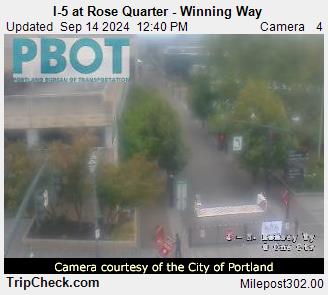 I-5 at Rose Quarter - Winning Way
Updated  Sep 14 2024  12:40 PM
Camera    4
PBOT
PORTLAND BUREAU OF TRANSPORTATION
Camera courtesy of the City of Portland
TripCheck.com
Milepost302.00